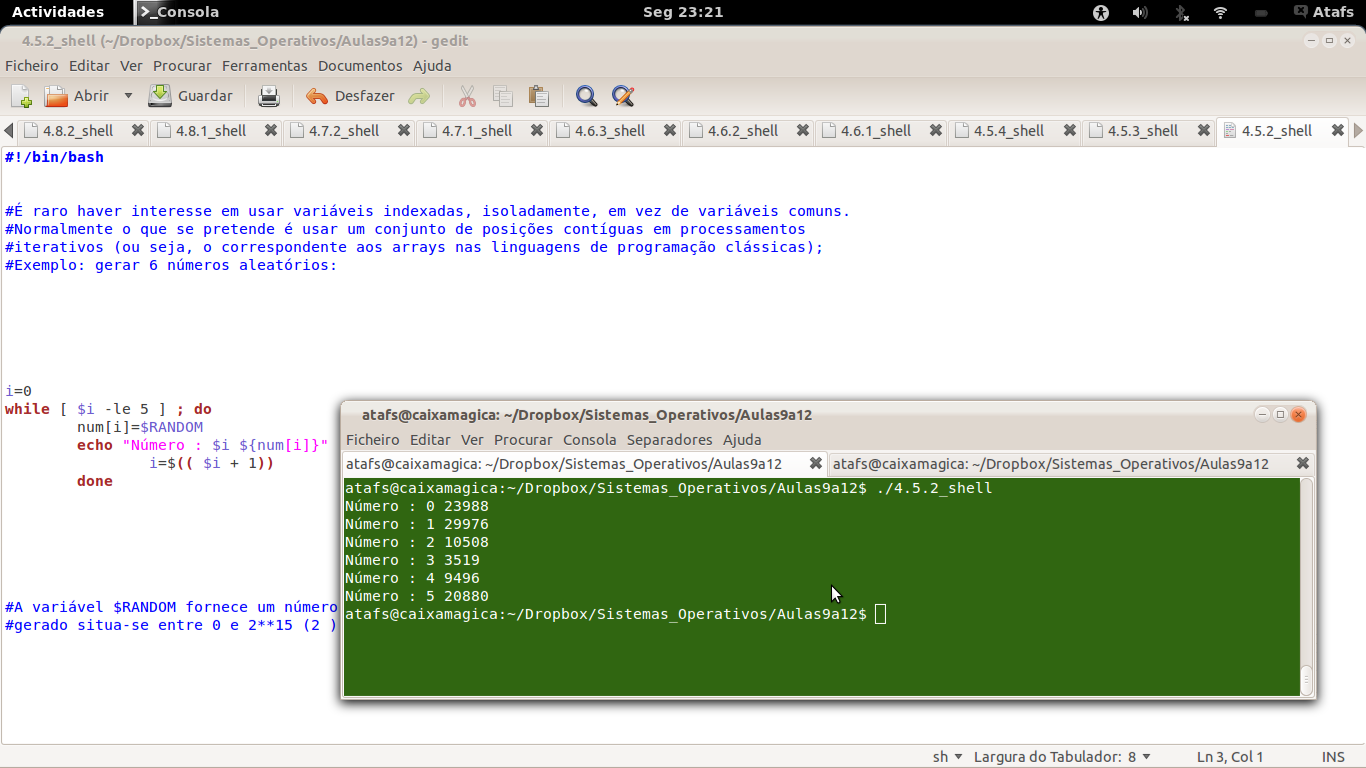 Actividades
>_Consola
Seg 23:21
Atafs
4.5.2_shell (~/Dropbox/Sistemas_Operativos/Aulas9a12) - gedit
Ficheiro Editar Ver Procurar Ferramentas Documentos Ajuda
Abrir Guardar Desfazer
4.8.2_shell 4.8.1_shell 4.7.2_shell 4.7.1_shell 4.6.3_shell 4.6.2_shell 4.6.1_shell 4.5.4_shell 4.5.3_shell 4.5.2_shell
#!/bin/bash
#É raro haver interesse em usar variáveis indexadas, isoladamente, em vez de variáveis comuns.
#Normalmente o que se pretende é usar um conjunto de posições contíguas em processamentos
#iterativos (ou seja, o correspondente aos arrays nas linguagens de programação clássicas);
#Exemplo: gerar 6 números aleatórios:
i=0
while [ $i -le 5 ] ; do
num[i]=$RANDOM
echo "Número : $i ${num[i]}"
i=$(( $i + 1))
done
#A variável $RANDOM fornece um número
#gerado situa-se entre 0 e 2**15 (2 )
atafs@caixamagica: ~/Dropbox/Sistemas_Operativos/Aulas9a12
Ficheiro Editar Ver Procurar Consola Separadores Ajuda
atafs@caixamagica: ~/Dropbox/Sistemas_Operativos/Aulas9a12 atafs@caixamagica: ~/Dropbox/Sistemas_Operativos/Aulas9a12
atafs@caixamagica:~/Dropbox/Sistemas_Operativos/Aulas9a12$ ./4.5.2_shell
Número : 0 23988
Número : 1 29976
Número : 2 10508
Número : 3 3519
Número : 4 9496
Número : 5 20880
atafs@caixamagica:~/Dropbox/Sistemas_Operativos/Aulas9a12$
sh Largura do Tabulador: 8 Ln 3, Col 1 INS